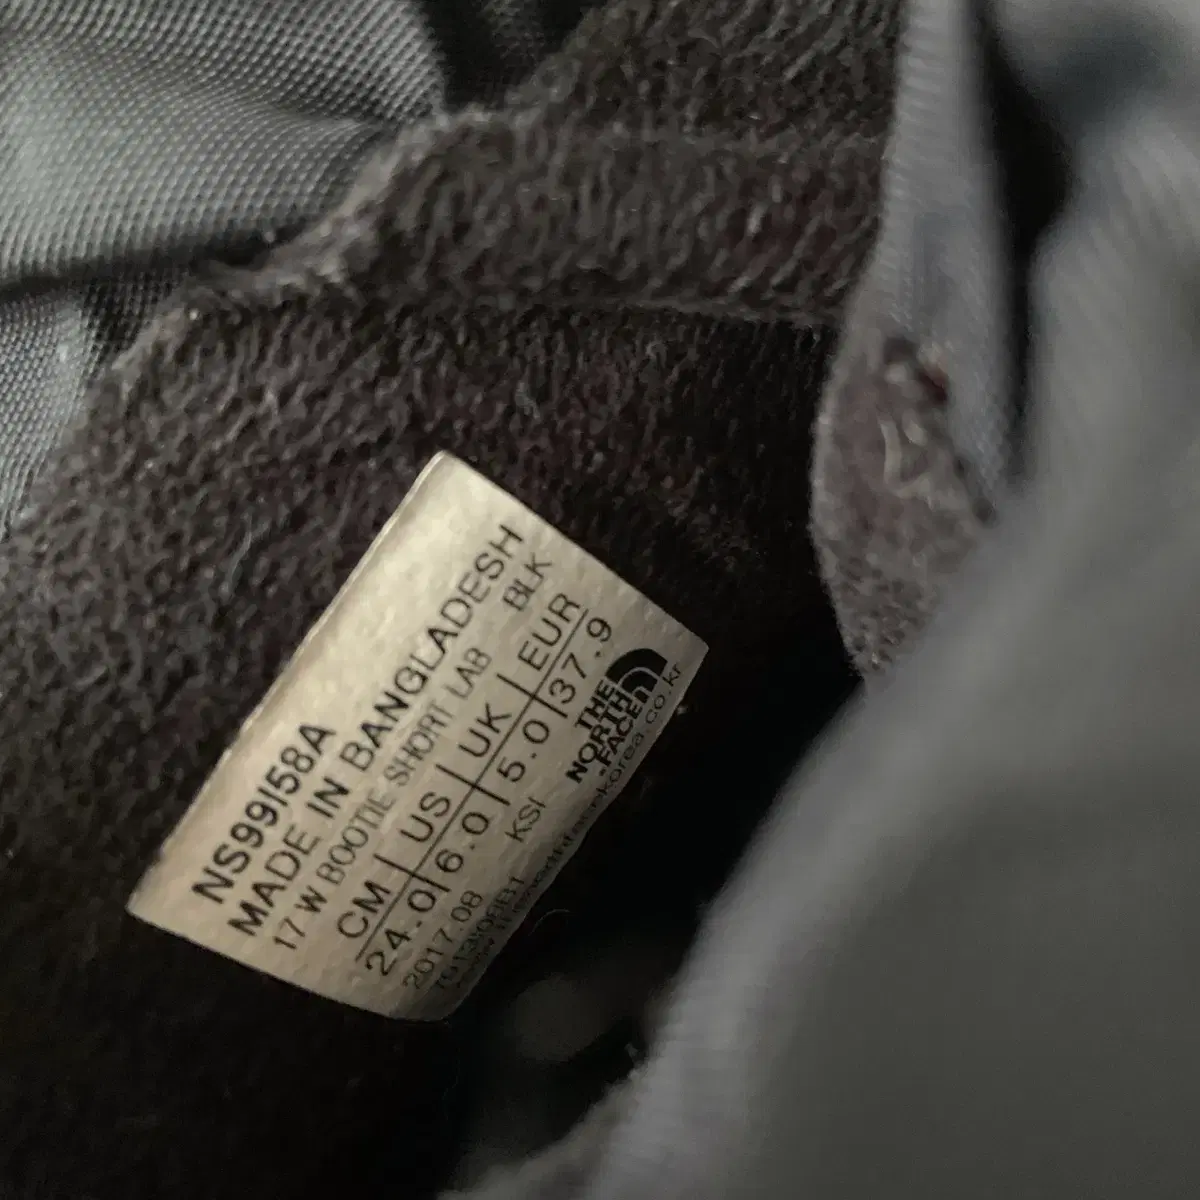 NS99I58A
MADE IN BANGLADESH
17 W BOOTIE SHORT LAB BLK
CM | US | UK | EUR
24.0 | 6.0 | 5.0 | 37.9
2017.08 KSI
THE
NORTH
FACE